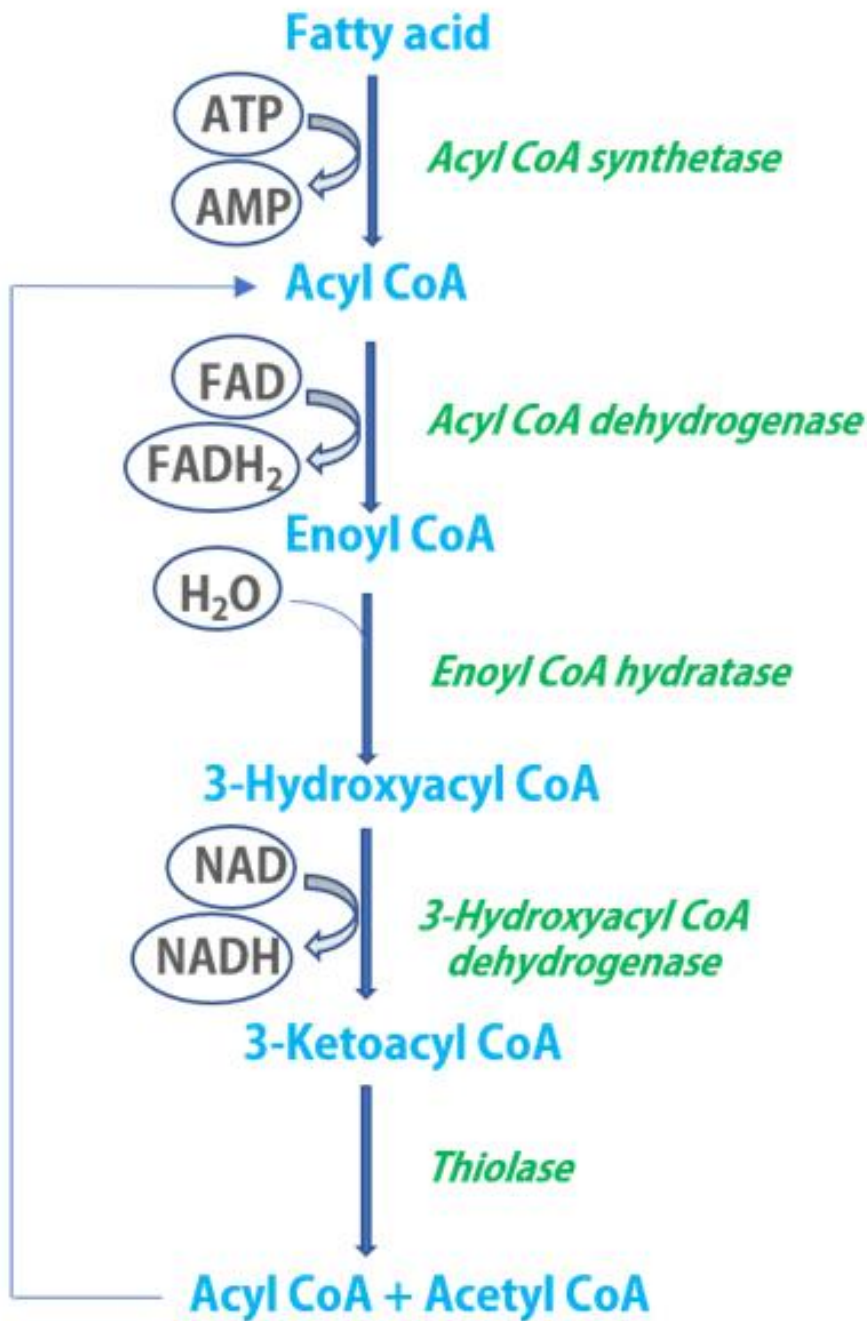 Fatty acid
ATP
AMP
Acyl CoA synthetase
Acyl CoA
FAD
FADH₂
Acyl CoA dehydrogenase
Enoyl CoA
H₂O
Enoyl CoA hydratase
3-Hydroxyacyl CoA
NAD
NADH
3-Hydroxyacyl CoA
dehydrogenase
3-Ketoacyl CoA
Thiolase
Acyl CoA + Acetyl CoA